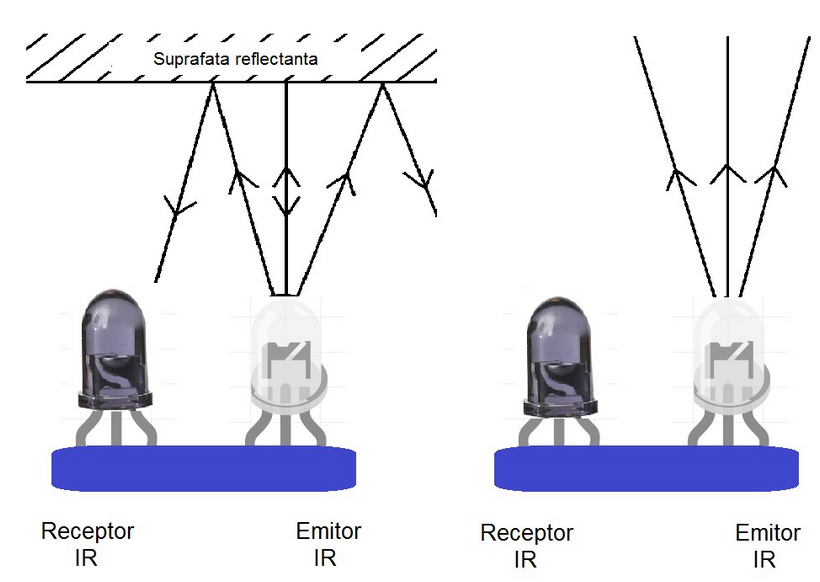 Suprafata reflectanta
Receptor
IR
Emitor
IR
Receptor
IR
Emitor
IR